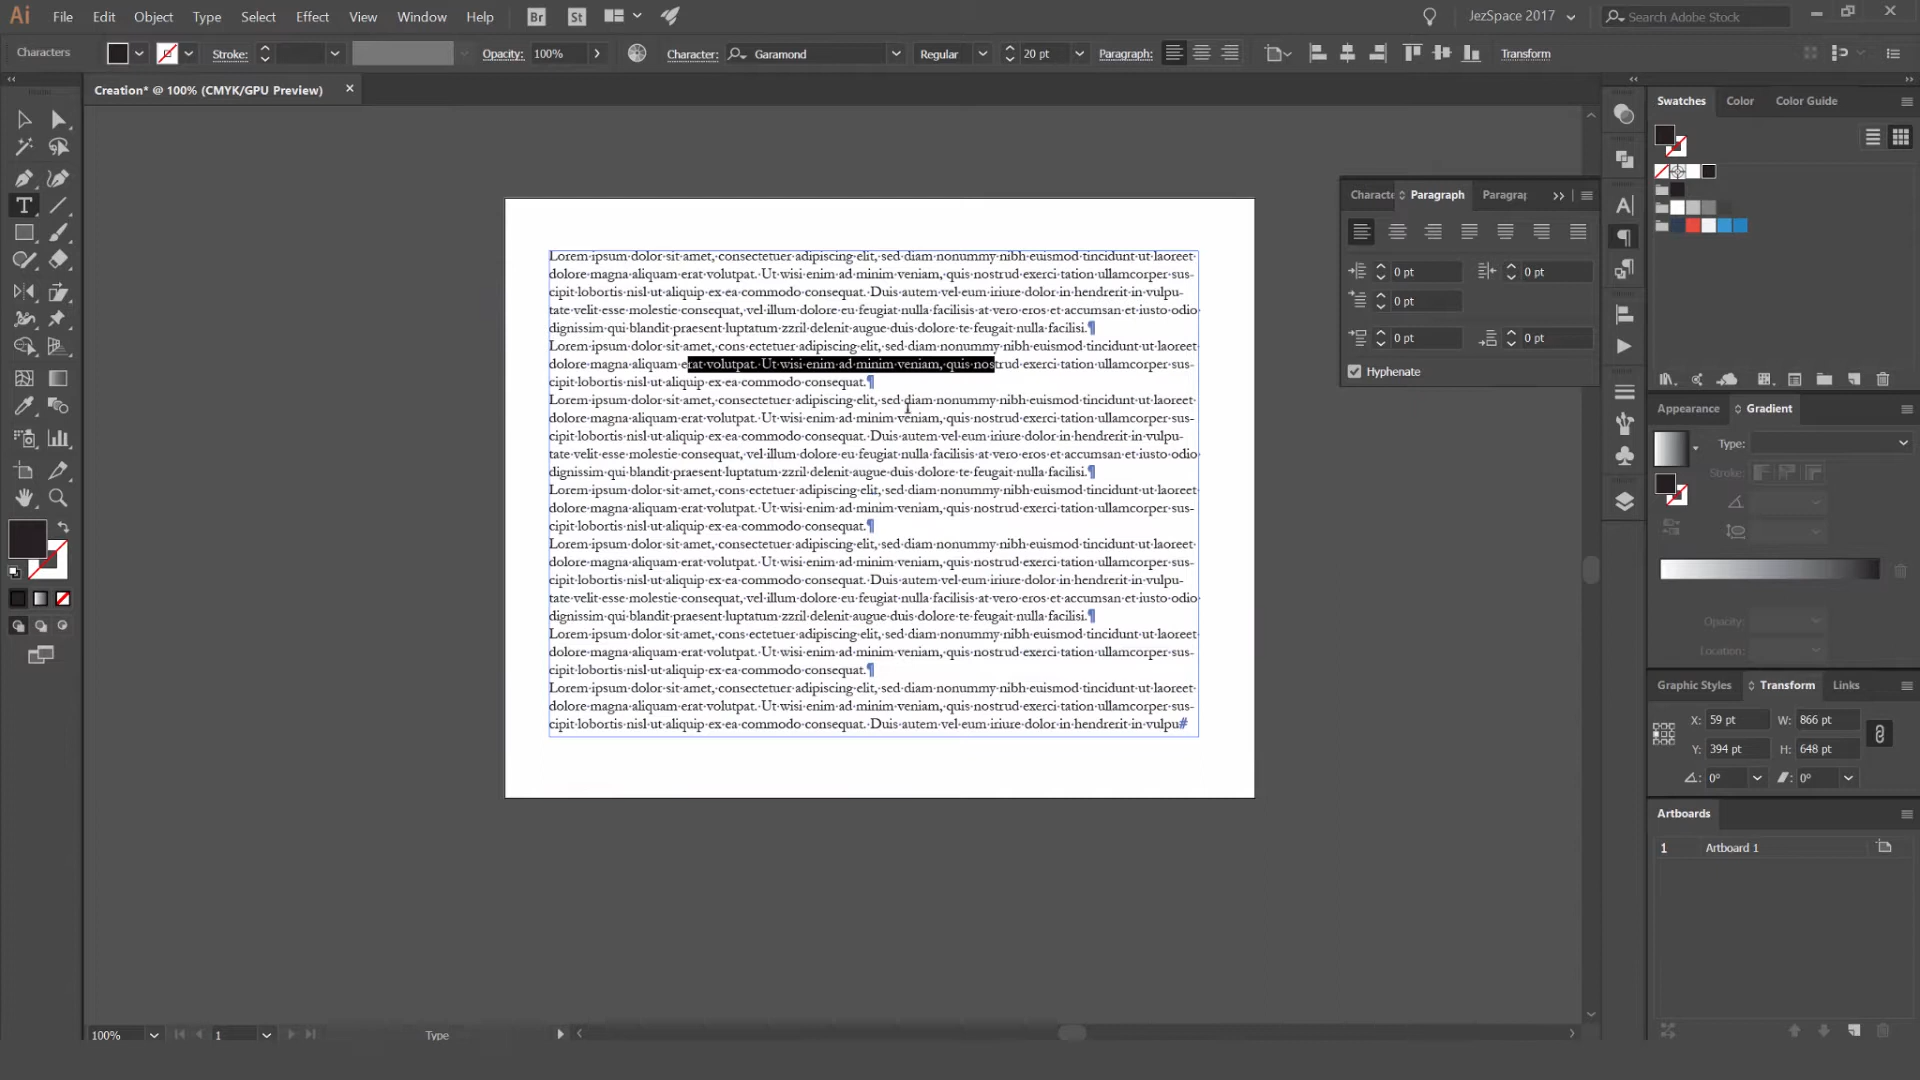 Ai File Edit Object Type Select Effect View Window Help Br St JezSpace 2017 Search Adobe Stock
Characters Stroke: Opacity: 100% Character: Garamond Regular 20 pt Paragraph: Transform
Creation* @ 100% (CMYK/GPU Preview)
Swatches Color Color Guide
Characte Paragraph Paragrap
0 pt 0 pt
0 pt
0 pt 0 pt
Hyphenate
Lorem·ipsum·dolor·sit·amet,·consectetuer·adipiscing·elit,·sed·diam·nonummy·nibh·euismod·tincidunt·ut·laoreet·
dolore·magna·aliquam·erat·volutpat.·Ut·wisi·enim·ad·minim·veniam,·quis·nostrud·exerci·tation·ullamcorper·sus-
cipit·lobortis·nisl·ut·aliquip·ex·ea·commodo·consequat.·Duis·autem·vel·eum·iriure·dolor·in·hendrerit·in·vulpu-
tate·velit·esse·molestie·consequat,·vel·illum·dolore·eu·feugiat·nulla·facilisis·at·vero·eros·et·accumsan·et·iusto·odio·
dignissim·qui·blandit·praesent·luptatum·zzril·delenit·augue·duis·dolore·te·feugait·nulla·facilisi.¶
Lorem·ipsum·dolor·sit·amet,·cons·ectetuer·adipiscing·elit,·sed·diam·nonummy·nibh·euismod·tincidunt·ut·laoreet·
dolore·magna·aliquam·erat·volutpat.·Ut·wisi·enim·ad·minim·veniam,·quis·nostrud·exerci·tation·ullamcorper·sus-
cipit·lobortis·nisl·ut·aliquip·ex·ea·commodo·consequat.¶
Lorem·ipsum·dolor·sit·amet,·consectetuer·adipiscing·elit,·sed·diam·nonummy·nibh·euismod·tincidunt·ut·laoreet·
dolore·magna·aliquam·erat·volutpat.·Ut·wisi·enim·ad·minim·veniam,·quis·nostrud·exerci·tation·ullamcorper·sus-
cipit·lobortis·nisl·ut·aliquip·ex·ea·commodo·consequat.·Duis·autem·vel·eum·iriure·dolor·in·hendrerit·in·vulpu-
tate·velit·esse·molestie·consequat,·vel·illum·dolore·eu·feugiat·nulla·facilisis·at·vero·eros·et·accumsan·et·iusto·odio·
dignissim·qui·blandit·praesent·luptatum·zzril·delenit·augue·duis·dolore·te·feugait·nulla·facilisi.¶
Lorem·ipsum·dolor·sit·amet,·cons·ectetuer·adipiscing·elit,·sed·diam·nonummy·nibh·euismod·tincidunt·ut·laoreet·
dolore·magna·aliquam·erat·volutpat.·Ut·wisi·enim·ad·minim·veniam,·quis·nostrud·exerci·tation·ullamcorper·sus-
cipit·lobortis·nisl·ut·aliquip·ex·ea·commodo·consequat.¶
Lorem·ipsum·dolor·sit·amet,·consectetuer·adipiscing·elit,·sed·diam·nonummy·nibh·euismod·tincidunt·ut·laoreet·
dolore·magna·aliquam·erat·volutpat.·Ut·wisi·enim·ad·minim·veniam,·quis·nostrud·exerci·tation·ullamcorper·sus-
cipit·lobortis·nisl·ut·aliquip·ex·ea·commodo·consequat.·Duis·autem·vel·eum·iriure·dolor·in·hendrerit·in·vulpu-
tate·velit·esse·molestie·consequat,·vel·illum·dolore·eu·feugiat·nulla·facilisis·at·vero·eros·et·accumsan·et·iusto·odio·
dignissim·qui·blandit·praesent·luptatum·zzril·delenit·augue·duis·dolore·te·feugait·nulla·facilisi.¶
Lorem·ipsum·dolor·sit·amet,·cons·ectetuer·adipiscing·elit,·sed·diam·nonummy·nibh·euismod·tincidunt·ut·laoreet·
dolore·magna·aliquam·erat·volutpat.·Ut·wisi·enim·ad·minim·veniam,·quis·nostrud·exerci·tation·ullamcorper·sus-
cipit·lobortis·nisl·ut·aliquip·ex·ea·commodo·consequat.¶
Lorem·ipsum·dolor·sit·amet,·consectetuer·adipiscing·elit,·sed·diam·nonummy·nibh·euismod·tincidunt·ut·laoreet·
dolore·magna·aliquam·erat·volutpat.·Ut·wisi·enim·ad·minim·veniam,·quis·nostrud·exerci·tation·ullamcorper·sus-
cipit·lobortis·nisl·ut·aliquip·ex·ea·commodo·consequat.·Duis·autem·vel·eum·iriure·dolor·in·hendrerit·in·vulpu#
Appearance Gradient
Type:
Stroke:
Opacity:
Location:
Graphic Styles Transform Links
X: 59 pt W: 866 pt
Y: 394 pt H: 648 pt
0° 0°
Artboards
1 Artboard 1
100% 1 Type